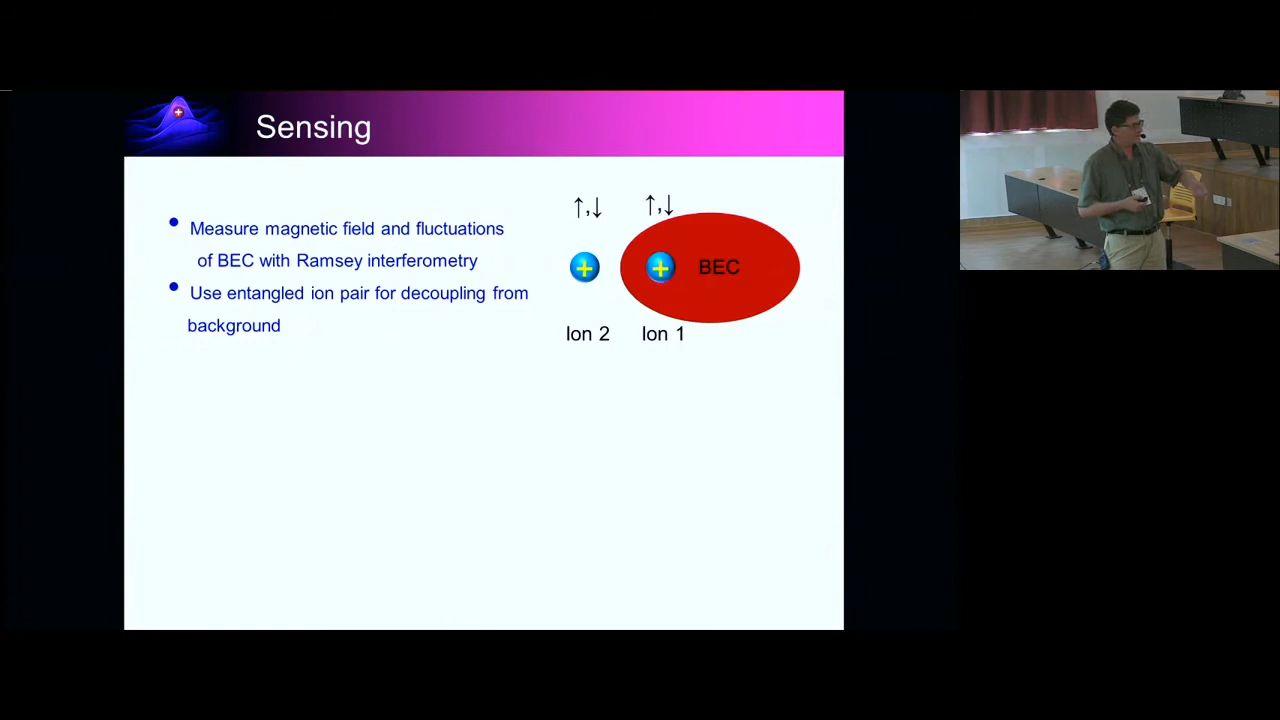 Sensing
• Measure magnetic field and fluctuations
of BEC with Ramsey interferometry
• Use entangled ion pair for decoupling from
background
↑,↓ ↑,↓
+ + BEC
Ion 2 Ion 1